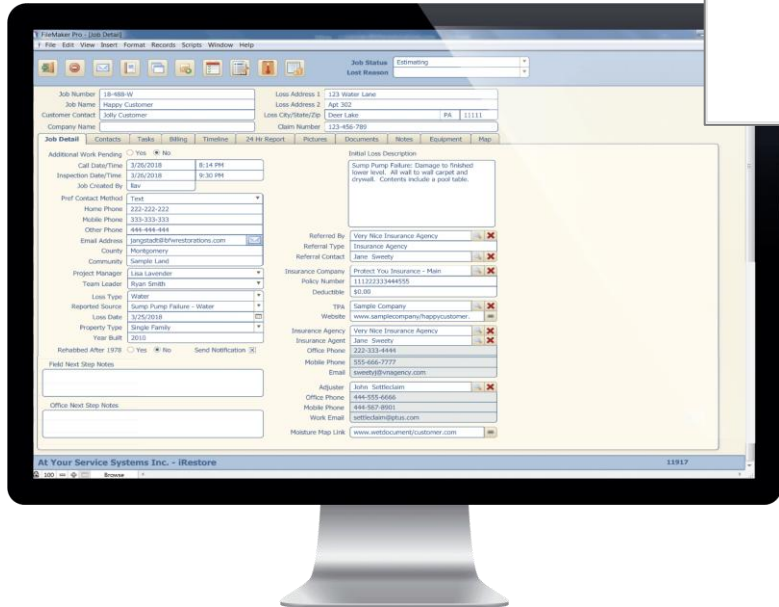 FileMaker Pro - [Job Detail]
File Edit View Insert Format Records Scripts Window Help
Job Status Estimating
Lost Reason
Job Number 18-488-W
Job Name Happy Customer
Customer Contact Jolly Customer
Company Name
Loss Address 1 123 Water Lane
Loss Address 2 Apt 302
Loss City/State/Zip Deer Lake PA 11111
Claim Number 123-456-789
Job Detail Contacts Tasks Billing Timeline 24 Hr Report Pictures Documents Notes Equipment Map
Additional Work Pending Yes No
Call Date/Time 3/26/2018 8:14 PM
Inspection Date/Time 3/26/2018 9:30 PM
Job Created By
Pref Contact Method Text
Home Phone 222-222-222
Mobile Phone 333-333-333
Other Phone 444-444-444
Email Address jangstadt@bfwrestorations.com
County Montgomery
Community Sample Land
Project Manager Lisa Lavender
Team Leader Ryan Smith
Loss Type Water
Reported Source Sump Pump Failure - Water
Loss Date 3/25/2018
Property Type Single Family
Year Built 2010
Rehabbed After 1978 Yes No Send Notification
Field Next Step Notes
Office Next Step Notes
Initial Loss Description
Sump Pump Failure: Damage to finished
lower level. All wall to wall carpet and
drywall. Contents include a pool table.
Referred By Very Nice Insurance Agency
Referral Type Insurance Agency
Referral Contact Jane Sweety
Insurance Company Protect You Insurance - Main
Policy Number 111222333444555
Deductible $0.00
TPA Sample Company
Website www.samplecompany/happycustomer.
Insurance Agency Very Nice Insurance Agency
Insurance Agent Jane Sweety
Office Phone 222-333-4444
Mobile Phone 555-666-7777
Email sweetyj@vnagency.com
Adjuster John Settleclaim
Office Phone 444-555-6666
Mobile Phone 444-567-8901
Work Email settleclaim@ptus.com
Moisture Map Link www.wetdocument/customer.com
At Your Service Systems Inc. - iRestore 11917
100 Browse